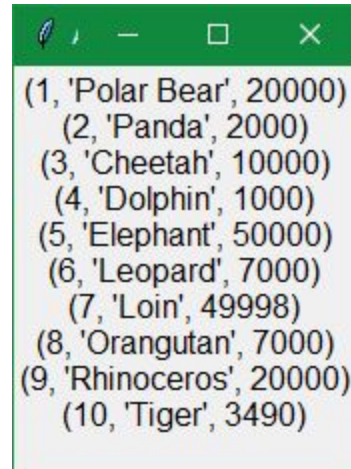 (1, 'Polar Bear', 20000)
(2, 'Panda', 2000)
(3, 'Cheetah', 10000)
(4, 'Dolphin', 1000)
(5, 'Elephant', 50000)
(6, 'Leopard', 7000)
(7, 'Loin', 49998)
(8, 'Orangutan', 7000)
(9, 'Rhinoceros', 20000)
(10, 'Tiger', 3490)